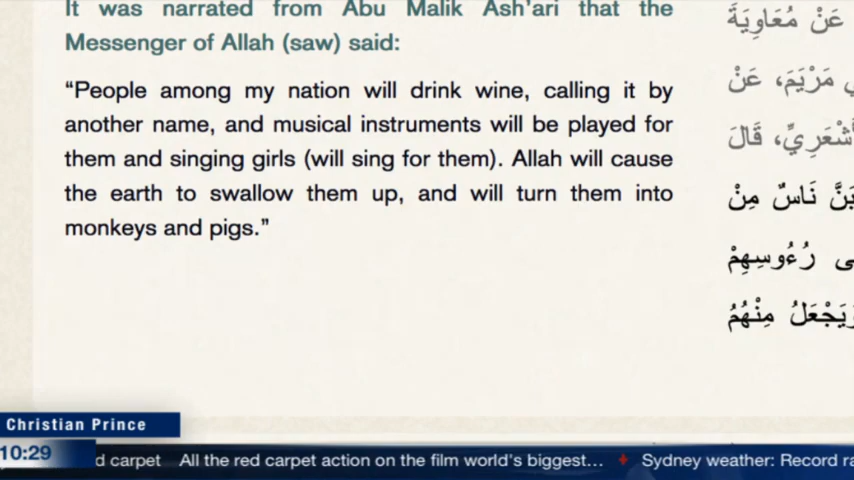 It was narrated from Abu Malik Ash'ari that the
Messenger of Allah (saw) said:
“People among my nation will drink wine, calling it by
another name, and musical instruments will be played for
them and singing girls (will sing for them). Allah will cause
the earth to swallow them up, and will turn them into
monkeys and pigs.”
عَنْ مُعَاوِيَةَ
مَرْيَمَ، عَنْ
قَالَ
نَاسٌ مِنْ
رُءُوسِهِمْ
وَيَجْعَلُ مِنْهُمُ
Christian Prince
10:29
d carpet All the red carpet action on the film world's biggest... Sydney weather: Record ra